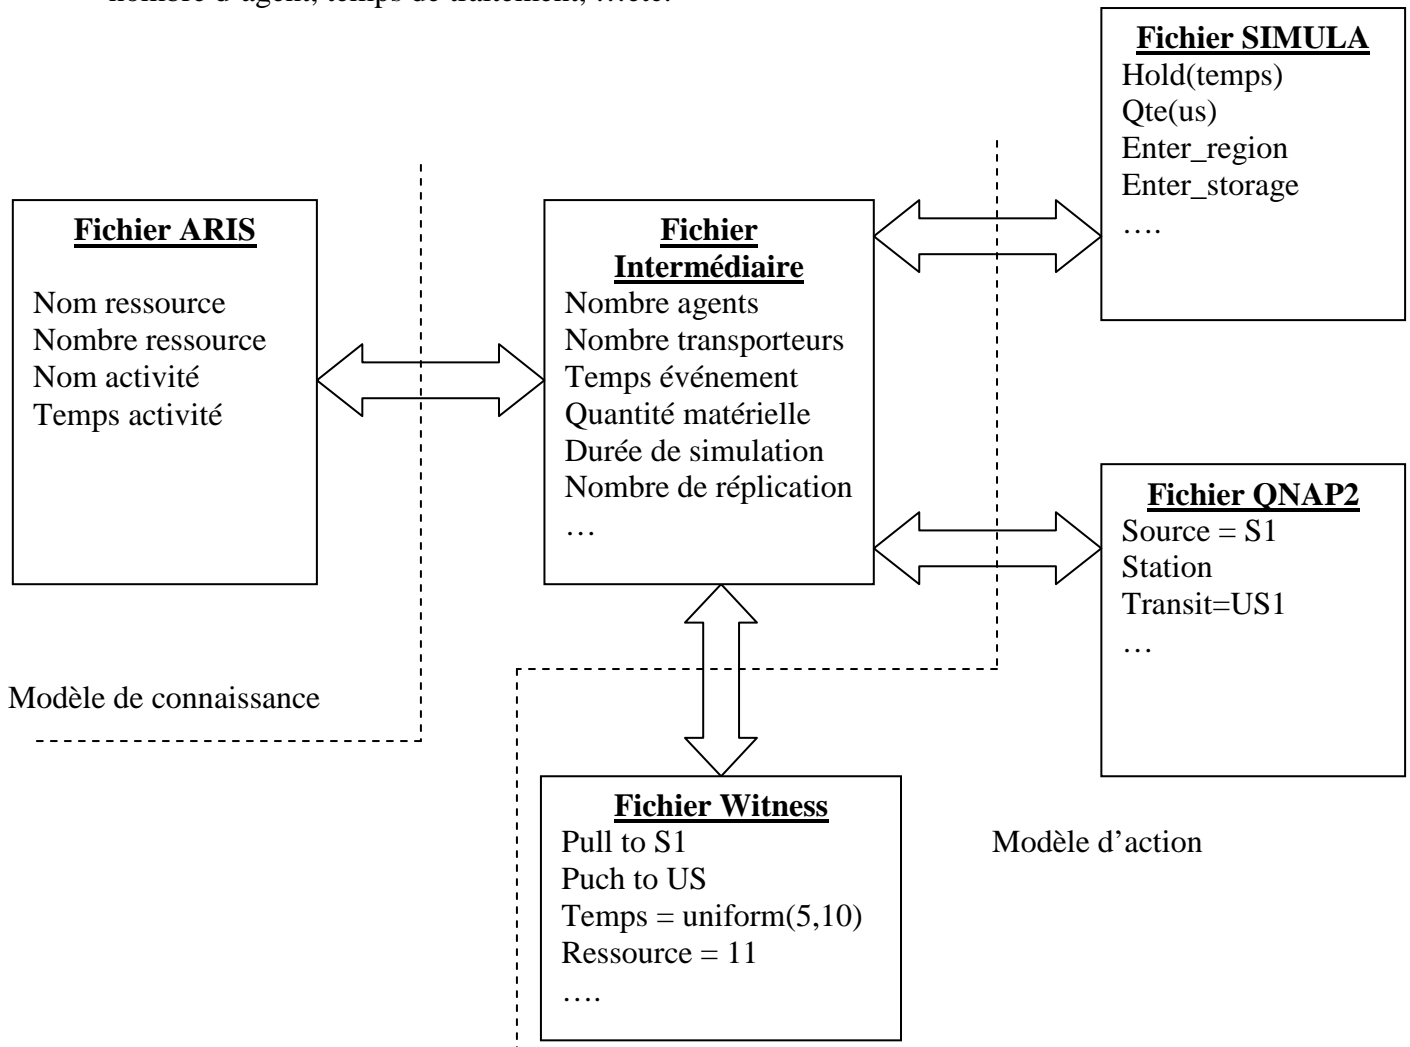 nombre d'agent, temps de traitement, …etc.
Fichier SIMULA
Hold(temps)
Qte(us)
Enter_region
Enter_storage
….
Fichier ARIS
Nom ressource
Nombre ressource
Nom activité
Temps activité
Fichier
Intermédiaire
Nombre agents
Nombre transporteurs
Temps événement
Quantité matérielle
Durée de simulation
Nombre de réplication
…
Fichier QNAP2
Source = S1
Station
Transit=US1
…
Modèle de connaissance
Fichier Witness
Pull to S1
Puch to US
Temps = uniform(5,10)
Ressource = 11
….
Modèle d’action